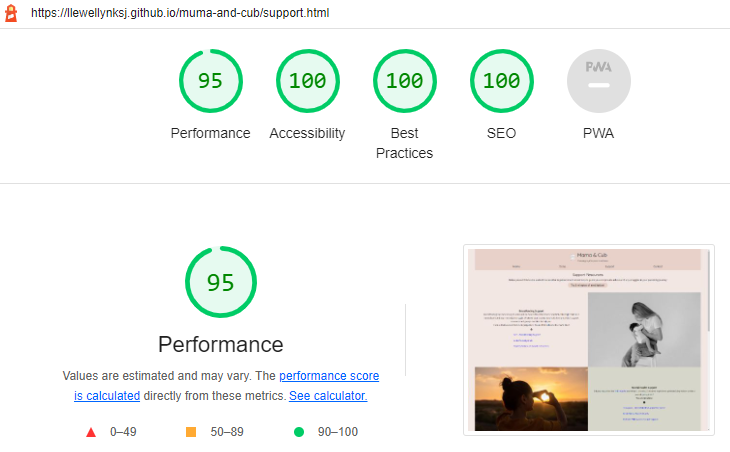 https://llewellynksj.github.io/muma-and-cub/support.html
95
100
100
100
PWA
Performance
Accessibility
Best
Practices
SEO
PWA
95
Performance
Values are estimated and may vary. The performance score
is calculated directly from these metrics. See calculator.
0–49
50–89
90–100
Muma & Cub
Support Resources